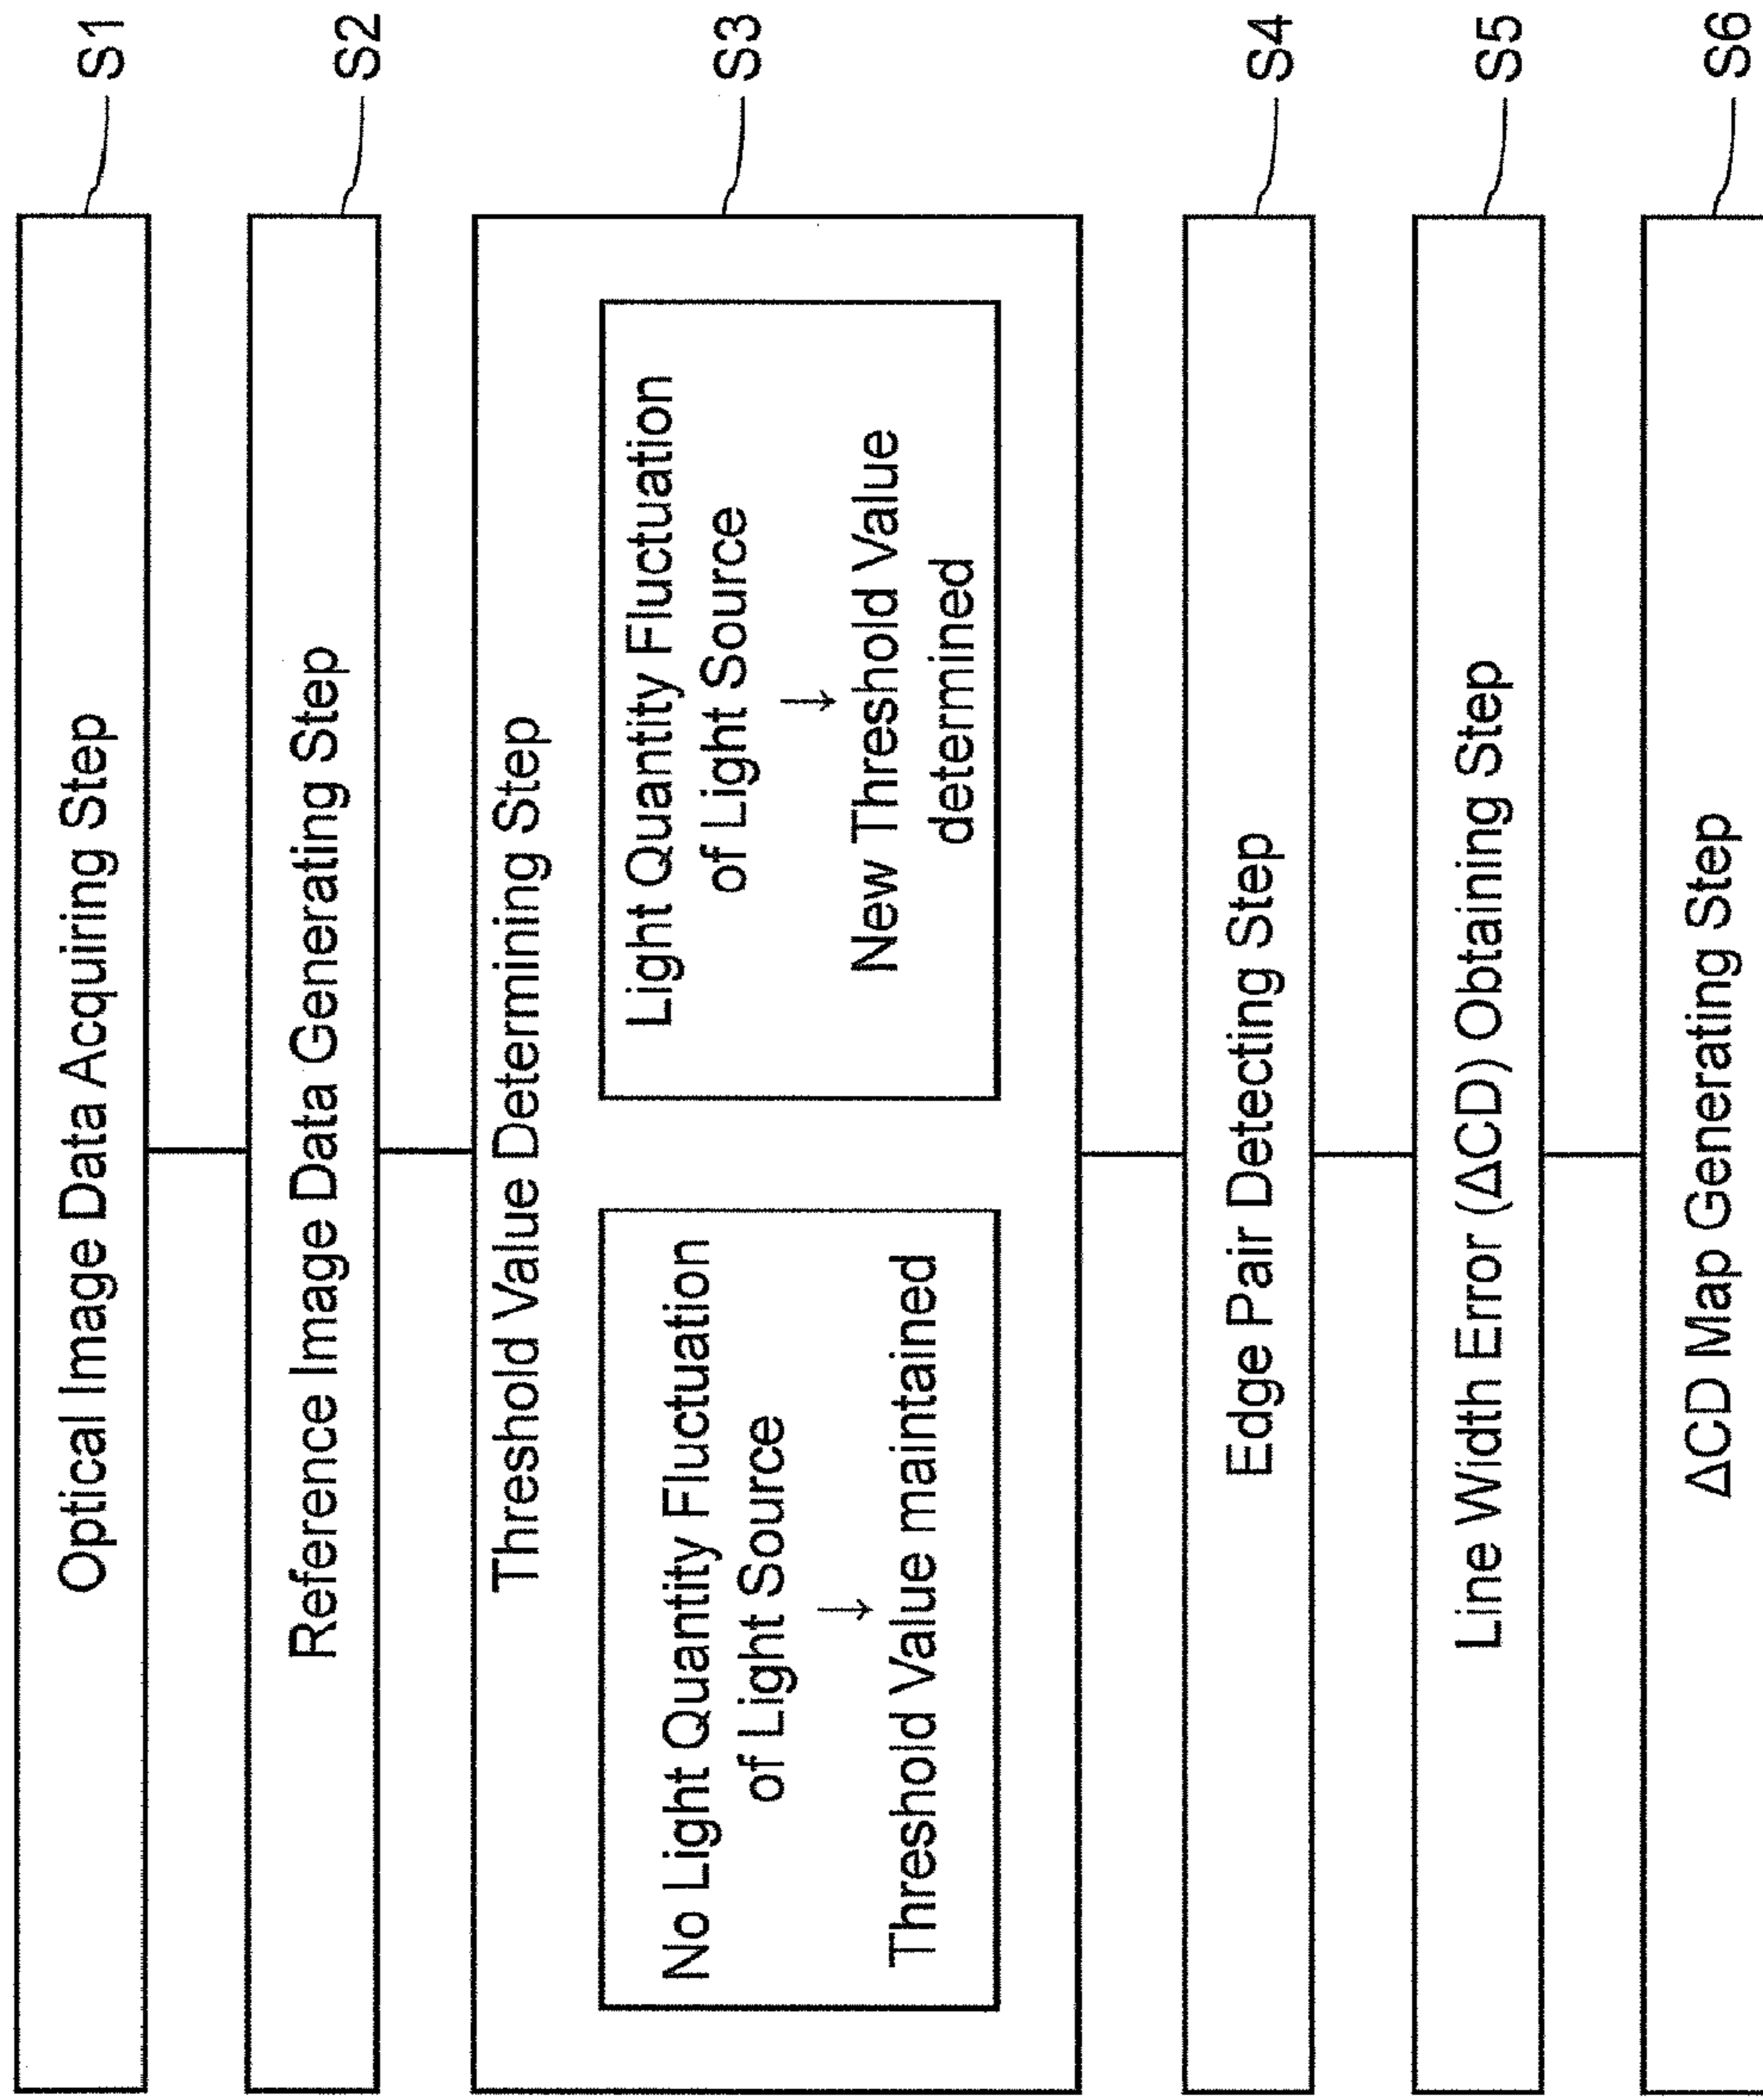 Optical Image Data Acquiring Step
S1
Reference Image Data Generating Step
S2
Threshold Value Determining Step
S3
No Light Quantity Fluctuation
of Light Source
↓
Threshold Value maintained
Light Quantity Fluctuation
of Light Source
↓
New Threshold Value
determined
Edge Pair Detecting Step
S4
Line Width Error (ΔCD) Obtaining Step
S5
ΔCD Map Generating Step
S6